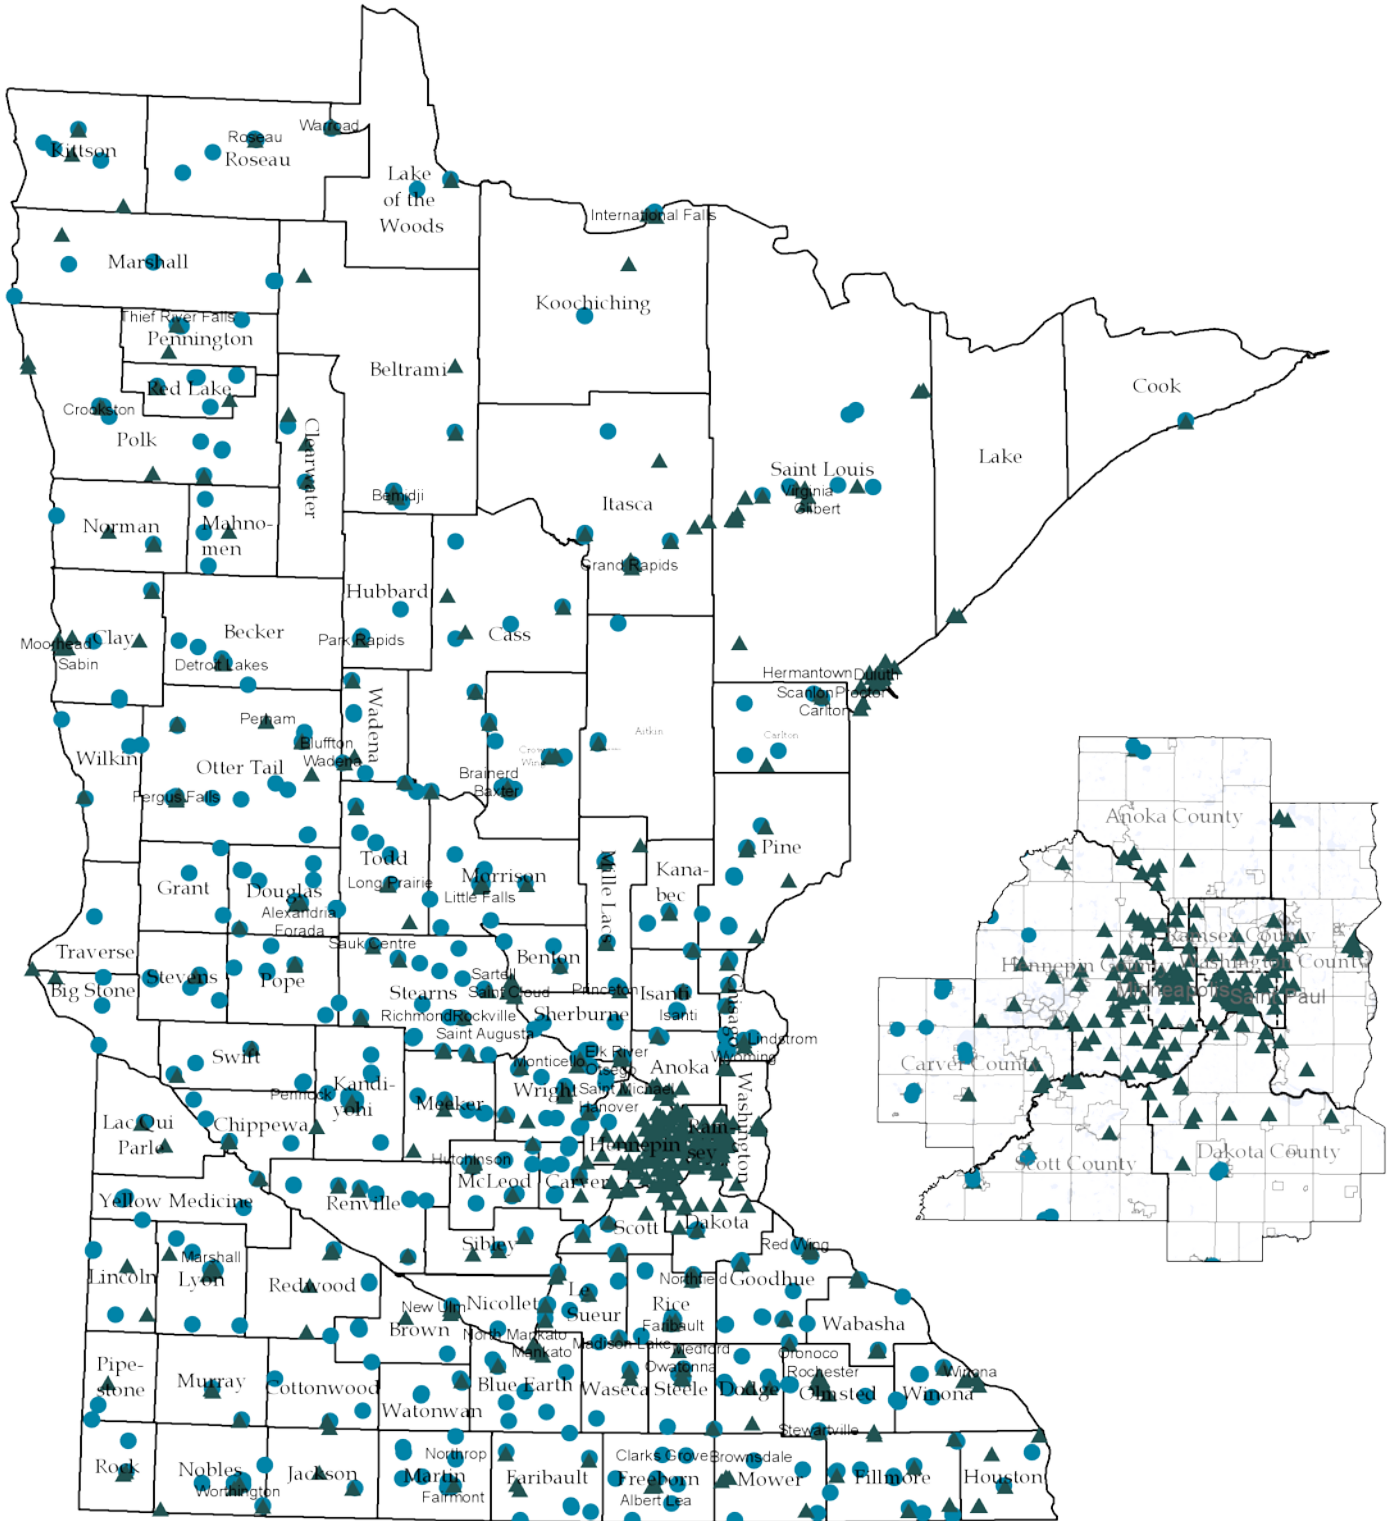 Warroad
Roseau
Kittson
Roseau
Lake
of the
Woods
International Falls
Marshall
Koochiching
Thief River Falls
Pennington
Beltrami
Red Lake
Cook
Crookston
Polk
Clearwater
Lake
Saint Louis
Bemidji
Virginia
Itasca
Gilbert
Norman
Mahno-
men
Grand Rapids
Hubbard
Becker
Cass
Park Rapids
Moorhead
Clay
Sabin
Detroit Lakes
Hermantown
Duluth
Scanlon
Proctor
Carlton
Wadena
Perham
Aitkin
Carlton
Bluffton
Crow
Wing
Wilkin
Wadena
Otter Tail
Brainerd
Baxter
Pergus Falls
Anoka County
Pine
Todd
Mille Lacs
Kana-
bec
Grant
Douglas
Long Prairie
Morrison
Little Falls
Alexandria
Forada
Sauk Centre
Traverse
Benton
Ramsey County
Stevens
Pope
Sartell
Hennepin County
Washington County
Big Stone
Stearns
Saint Cloud
Princeton
Isanti
Chisago
Minneapolis
Saint Paul
Richmond
Rockville
Sherburne
Isanti
Saint Augusta
Lindstrom
Swift
Elk River
Wyoming
Monticello
Otsego
Anoka
Carver County
Kandi-
yohi
Pennock
Wright
Saint Michael
Washington
Meeker
Hanover
Lac Qui
Parle
Chippewa
Ram-
sey
Hennepin
Dakota County
Hutchinson
Scott County
McLeod
Carver
Yellow Medicine
Renville
Scott
Dakota
Sibley
Red Wing
Marshall
Lincoln
Lyon
Redwood
Northfield
Goodhue
Le
Sueur
New Ulm
Nicollet
Rice
Brown
Faribault
Wabasha
North Mankato
Madison Lake
Medford
Mankato
Oronoco
Pipe-
stone
Owatonna
Rochester
Winona
Murray
Cottonwood
Blue Earth
Waseca
Steele
Dodge
Olmsted
Winona
Watonwan
Stewartville
Northrop
Clarks Grove
Brownsdale
Rock
Nobles
Jackson
Martin
Faribault
Freeborn
Mower
Fillmore
Houston
Worthington
Fairmont
Albert Lea